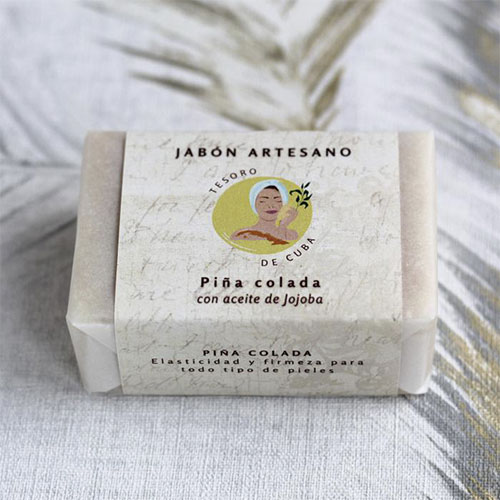 JABÓN ARTESANO
TESORO
DE CUBA
Piña colada
con aceite de Jojoba
PIÑA COLADA
Elasticidad y firmeza para
todo tipo de pieles